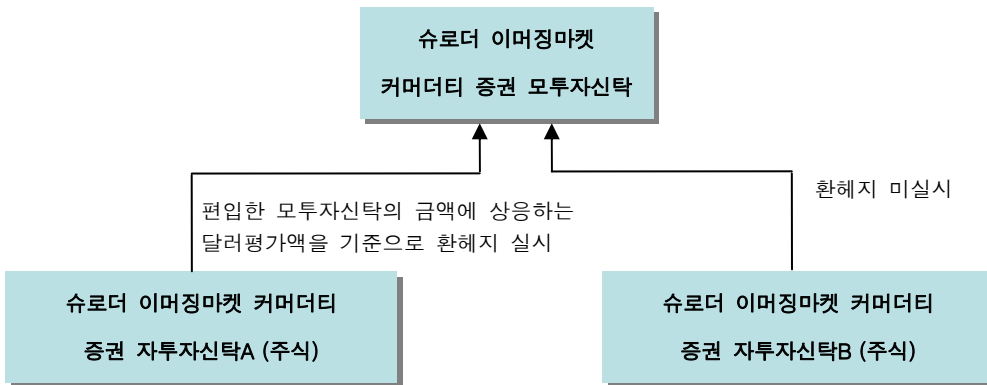 슈로더 이머징마켓
커머더티 증권 모투자신탁
환헤지 미실시
편입한 모투자신탁의 금액에 상응하는
달러평가액을 기준으로 환헤지 실시
슈로더 이머징마켓 커머더티
증권 자투자신탁A (주식)
슈로더 이머징마켓 커머더티
증권 자투자신탁B (주식)